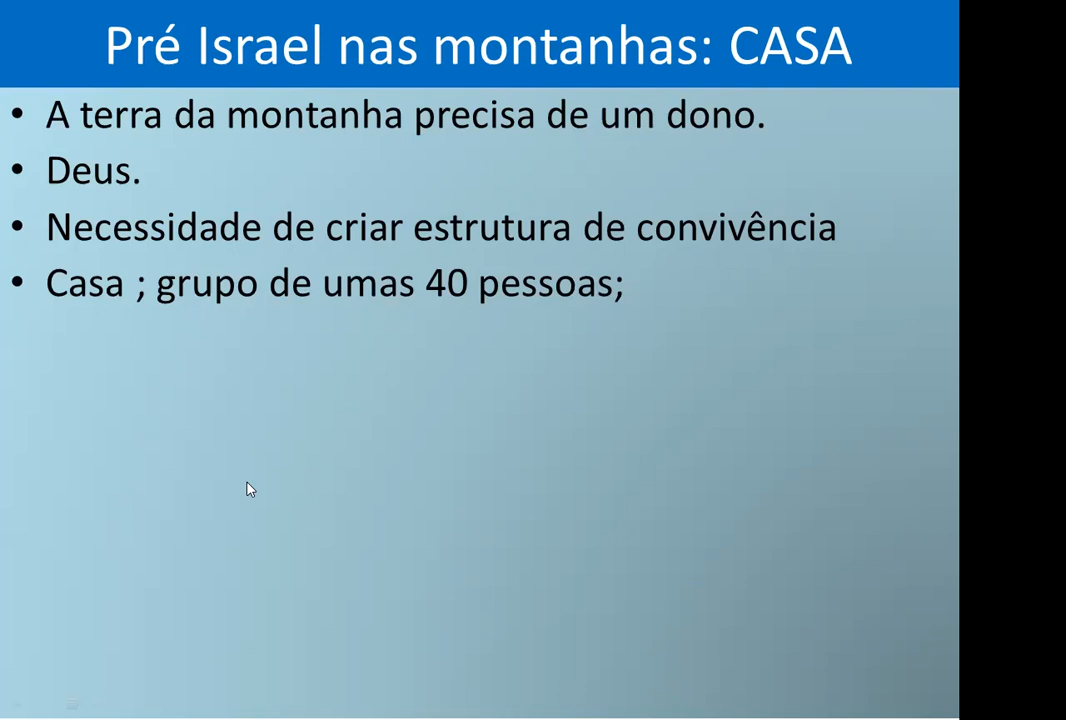 Pré Israel nas montanhas: CASA
• A terra da montanha precisa de um dono.
• Deus.
• Necessidade de criar estrutura de convivência
• Casa ; grupo de umas 40 pessoas;